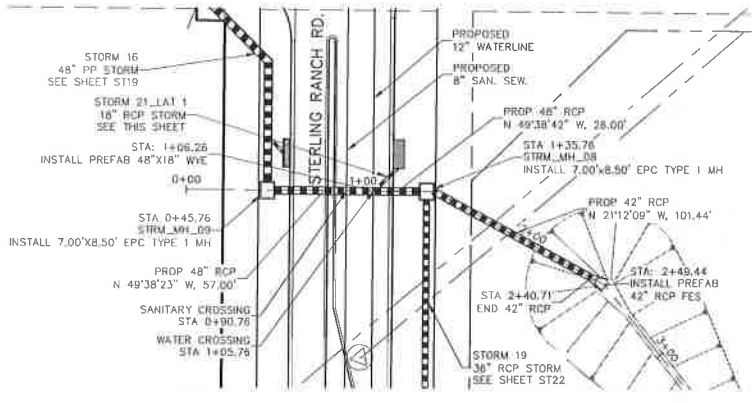 STORM 16
48" PP STORM
SEE SHEET ST19
STORM 21_LAT 1
18" RCP STORM
SEE THIS SHEET
STA: 1+06.26
INSTALL PREFAB 48"X18" WYE
0+00
STA 0+45.76
STRM_MH_09
INSTALL 7.00'x8.50' EPC TYPE 1 MH
PROP 48" RCP
N 49°38'23" W, 57.00'
SANITARY CROSSING
STA 0+90.76
WATER CROSSING
STA 1+05.76
STERLING RANCH RD.
1+00
PROPOSED
12" WATERLINE
PROPOSED
8" SAN. SEW.
PROP 48" RCP
N 49°38'42" W, 28.00'
STA 1+35.76
STRM_MH_08
INSTALL 7.00'x8.50' EPC TYPE 1 MH
PROP 42" RCP
N 21°12'09" W, 101.44'
STA: 2+49.44
INSTALL PREFAB
42" RCP FES
STA 2+40.71
END 42" RCP
3+00
STORM 19
36" RCP STORM
SEE SHEET ST22